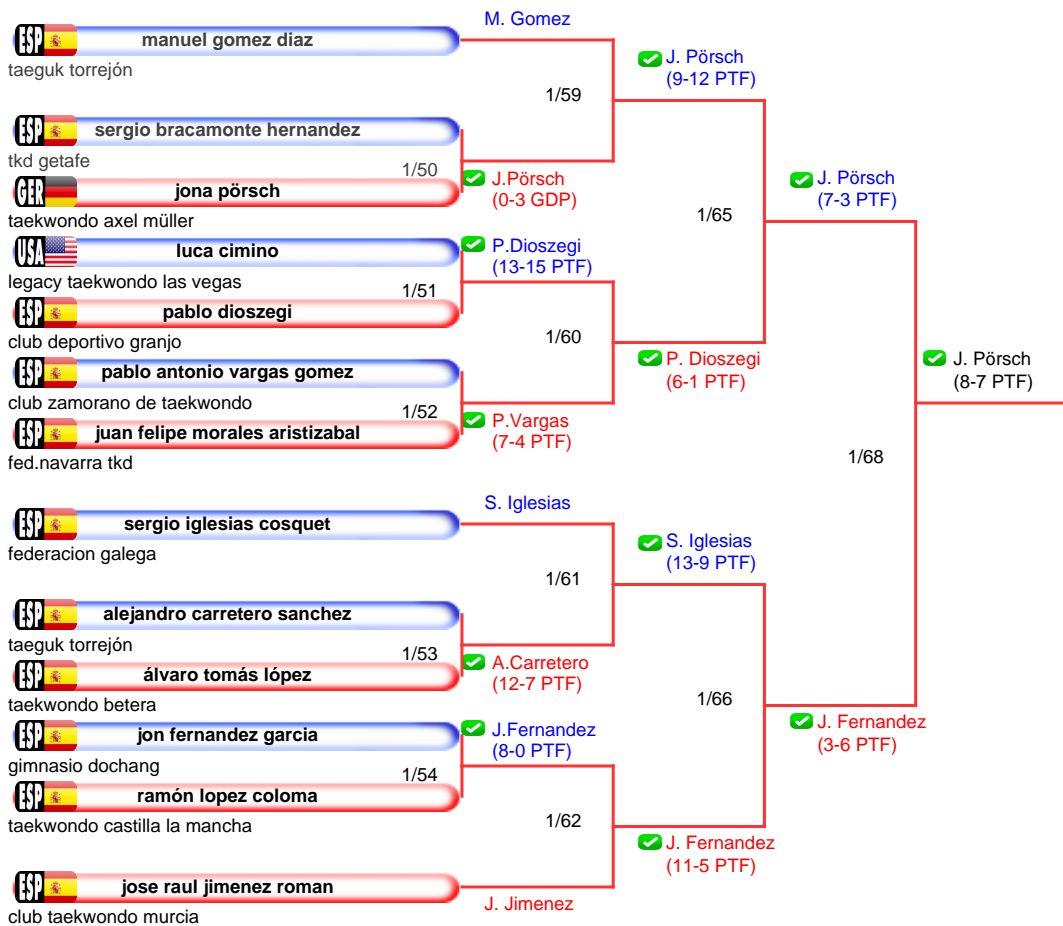 M. Gomez
ESP manuel gomez diaz
taeguk torrejón
J. Pörsch
(9-12 PTF)
1/59
ESP sergio bracamonte hernandez
tkd getafe
1/50
J.Pörsch
(0-3 GDP)
GER jona pörsch
taekwondo axel müller
J. Pörsch
(7-3 PTF)
1/65
USA luca cimino
legacy taekwondo las vegas
P.Dioszegi
(13-15 PTF)
1/51
ESP pablo dioszegi
club deportivo granjo
1/60
P. Dioszegi
(6-1 PTF)
ESP pablo antonio vargas gomez
club zamorano de taekwondo
1/52
P.Vargas
(7-4 PTF)
ESP juan felipe morales aristizabal
fed.navarra tkd
J. Pörsch
(8-7 PTF)
1/68
S. Iglesias
ESP sergio iglesias cosquet
federacion galega
S. Iglesias
(13-9 PTF)
1/61
ESP alejandro carretero sanchez
taeguk torrejón
1/53
A.Carretero
(12-7 PTF)
ESP álvaro tomás lópez
taekwondo betera
1/66
J. Fernandez
(3-6 PTF)
ESP jon fernandez garcia
gimnasio dochang
J.Fernandez
(8-0 PTF)
1/54
ESP ramón lopez coloma
taekwondo castilla la mancha
1/62
J. Fernandez
(11-5 PTF)
ESP jose raul jimenez roman
club taekwondo murcia
J. Jimenez